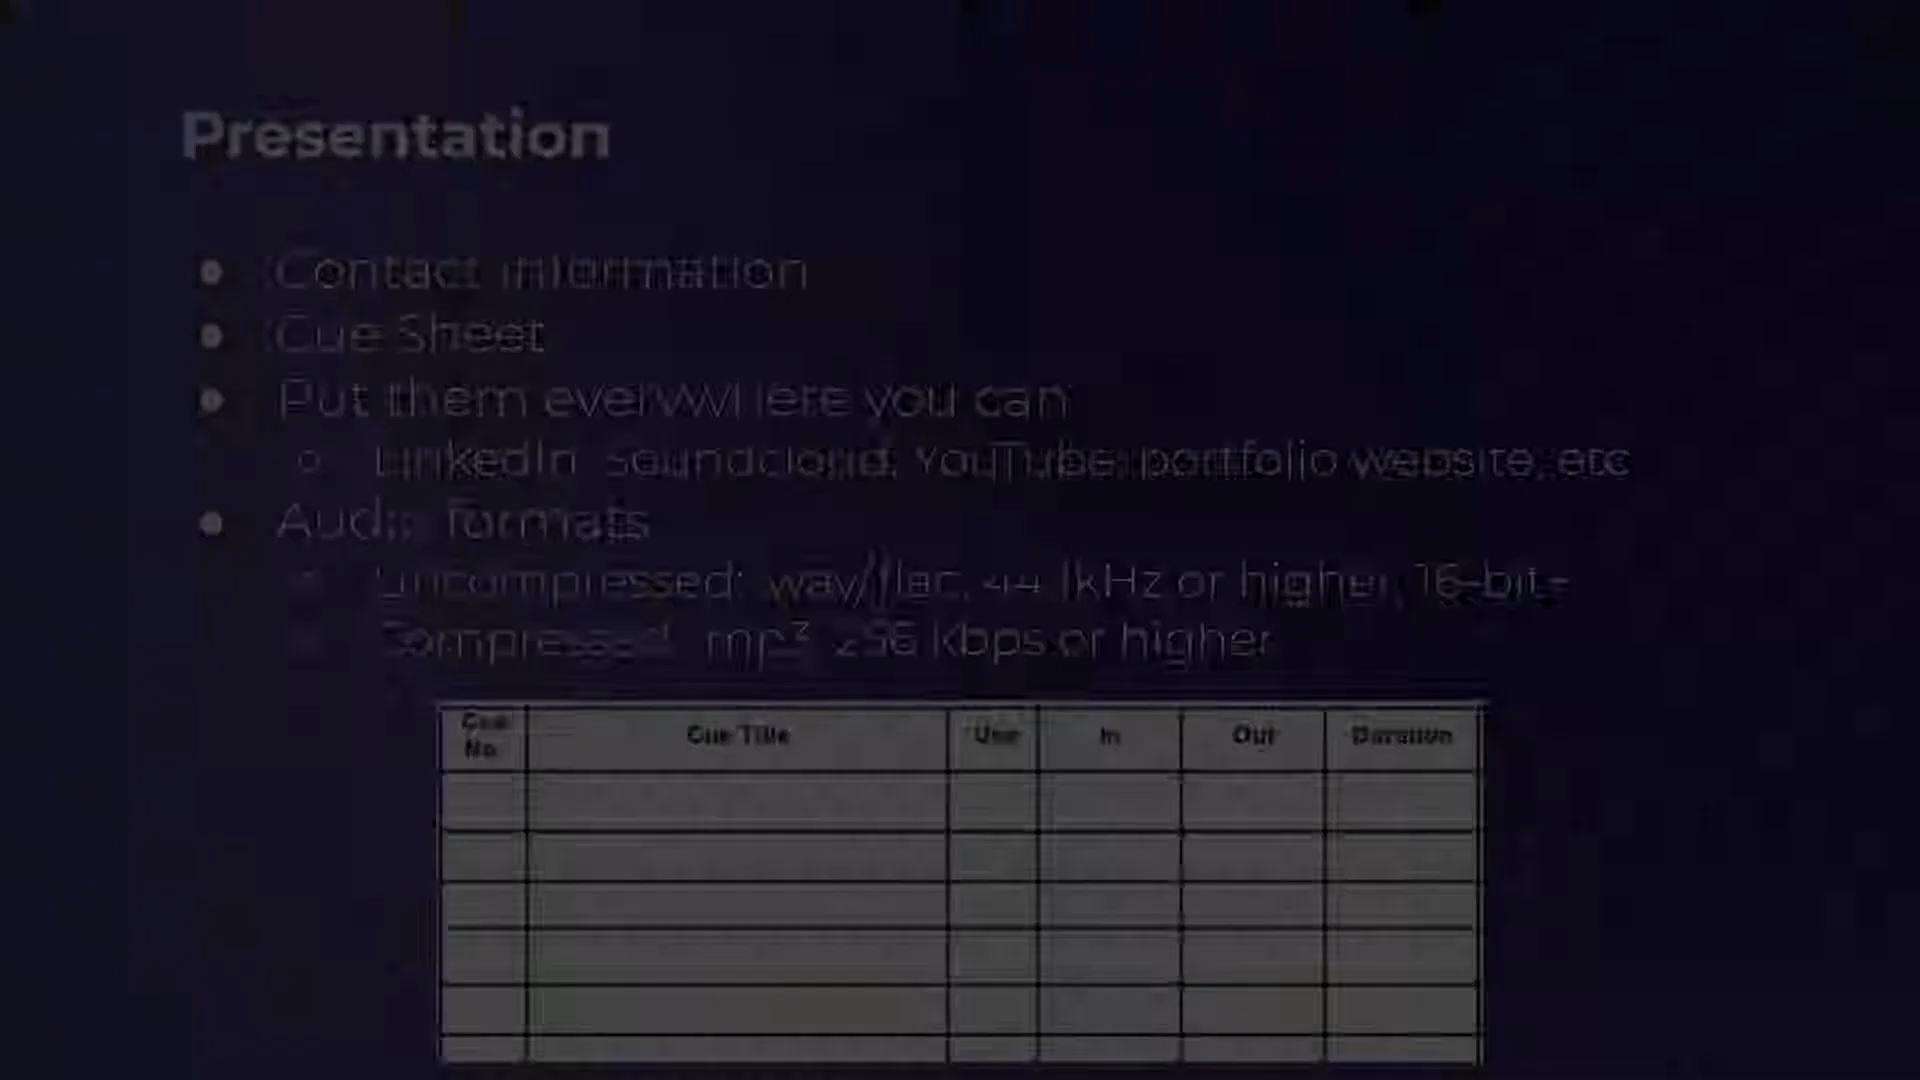 Presentation
• Contact information
• Cue Sheet
• Put them everywhere you can
○ LinkedIn, Soundcloud, YouTube, portfolio website, etc
• Audio formats
Uncompressed: wav/flac, 44.1kHz or higher, 16-bit+
Compressed: mp3, 256 kbps or higher
Cue No. Cue Title Use In Out Duration